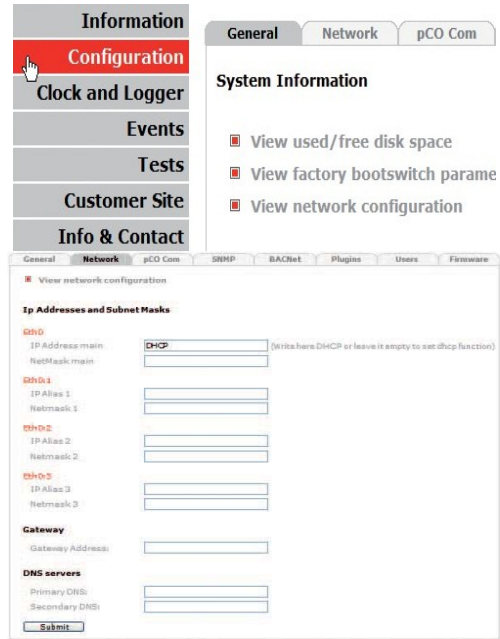 Information
Configuration
Clock and Logger
Events
Tests
Customer Site
Info & Contact
General Network pCO Com
System Information
View used/free disk space
View factory bootswitch parame
View network configuration
General Network pCO Com SNMP BACNet Plugins Users Firmware
View network configuration
Ip Addresses and Subnet Masks
Eth0
IP Address main DHCP (Write here DHCP or leave it empty to set dhcp function)
NetMask main
Eth0:1
IP Alias 1
Netmask 1
Eth0:2
IP Alias 2
Netmask 2
Eth0:3
IP Alias 3
Netmask 3
Gateway
Gateway Address:
DNS servers
Primary DNS:
Secondary DNS:
Submit